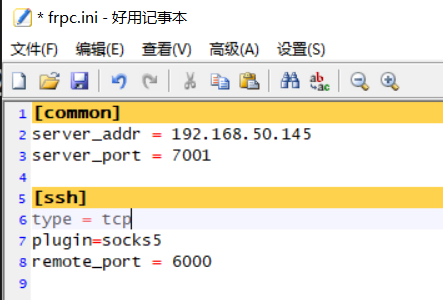 * frpc.ini - 好用记事本
文件(F) 编辑(E) 查看(V) 高级(A) 设置(S)
ab
ac
1 [common]
2 server_addr = 192.168.50.145
3 server_port = 7001
4
5 [ssh]
6 type = tcp
7 plugin=socks5
8 remote_port = 6000
9